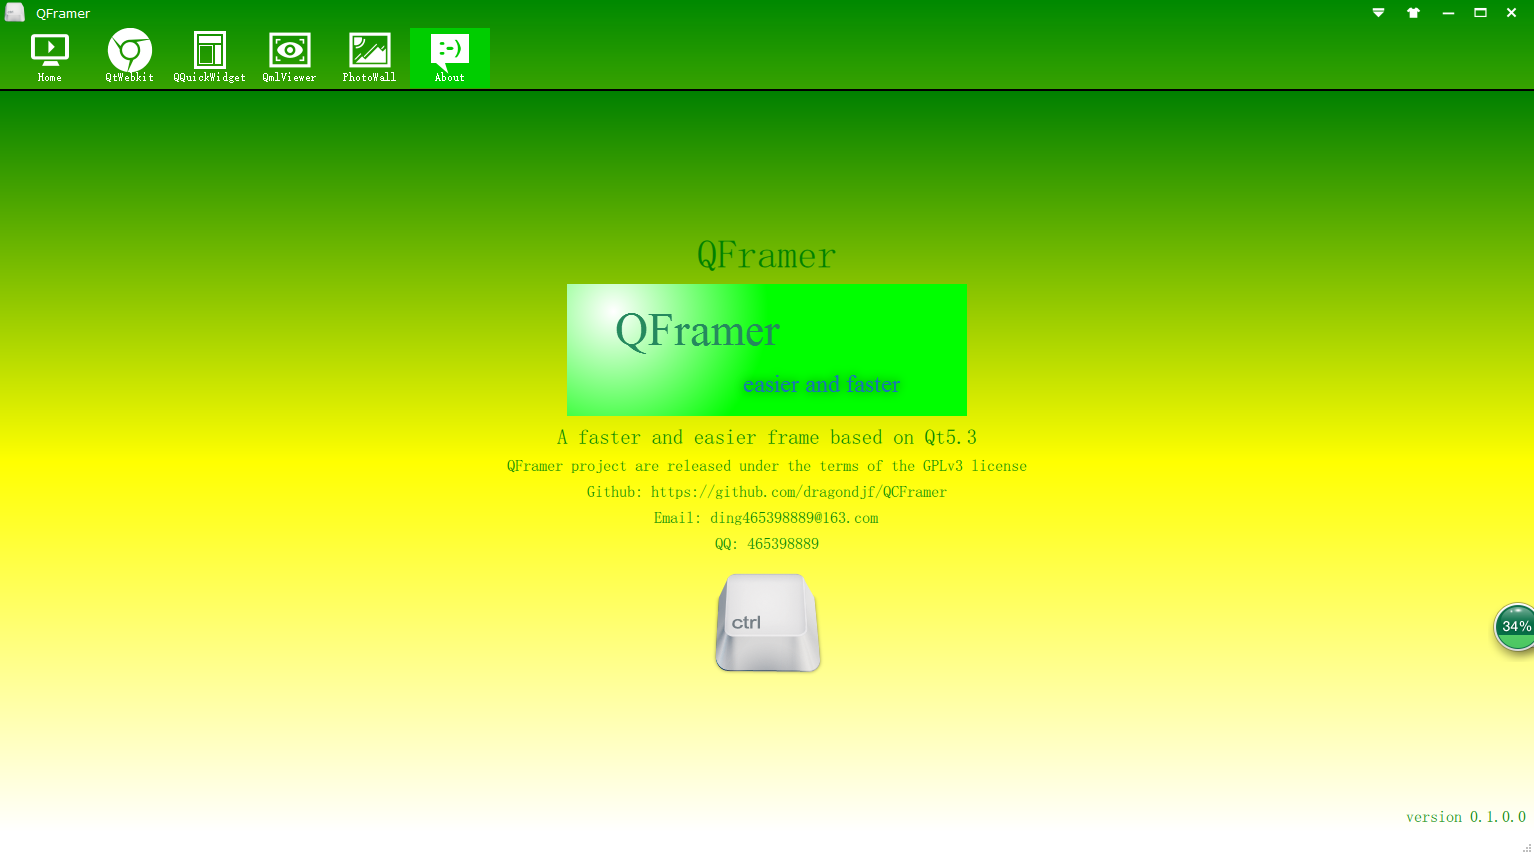 QFramer
Home
QtWebkit
QQuickWidget
QmlViewer
PhotoWall
:-)
About
QFramer
QFramer
easier and faster
A faster and easier frame based on Qt5.3
QFramer project are released under the terms of the GPLv3 license
Github: https://github.com/dragondjf/QCFramer
Email: ding465398889@163.com
QQ: 465398889
ctrl
34%
version 0.1.0.0